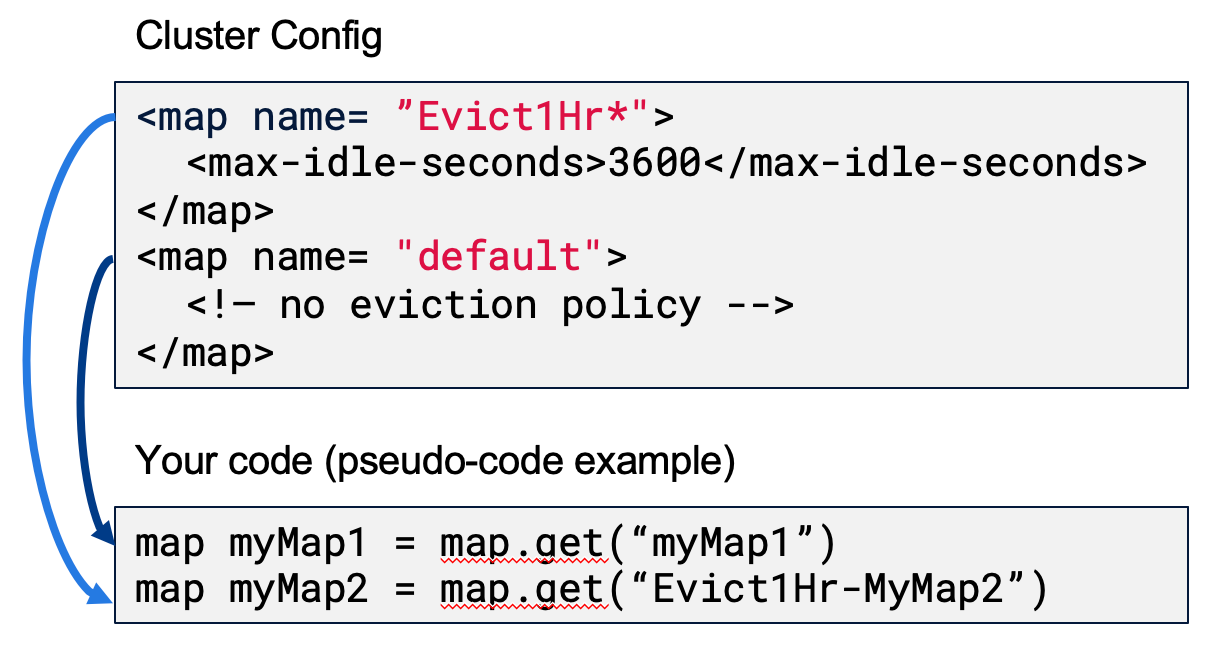 Cluster Config
<map name= ”Evict1Hr*">
<max-idle-seconds>3600</max-idle-seconds>
</map>
<map name= "default">
<!— no eviction policy -->
</map>
Your code (pseudo-code example)
map myMap1 = map.get(“myMap1”)
map myMap2 = map.get(“Evict1Hr-MyMap2”)